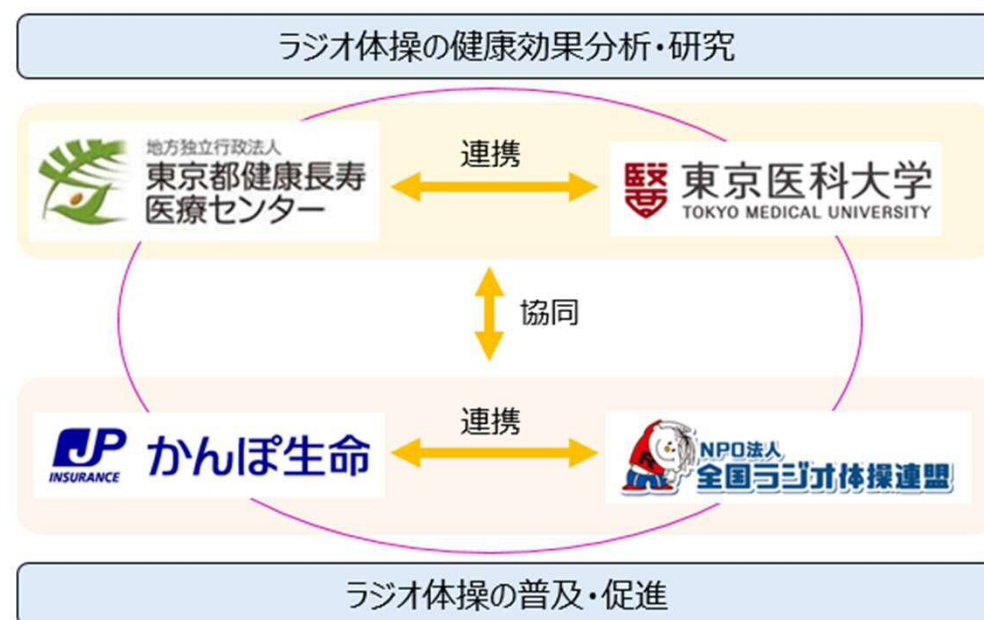 ラジオ体操の健康効果分析・研究
地方独立行政法人
東京都健康長寿
医療センター
連携
醫
東京医科大学
TOKYO MEDICAL UNIVERSITY
協同
JP
INSURANCE
かんぽ生命
連携
NPO法人
全国ラジオ体操連盟
ラジオ体操の普及・促進